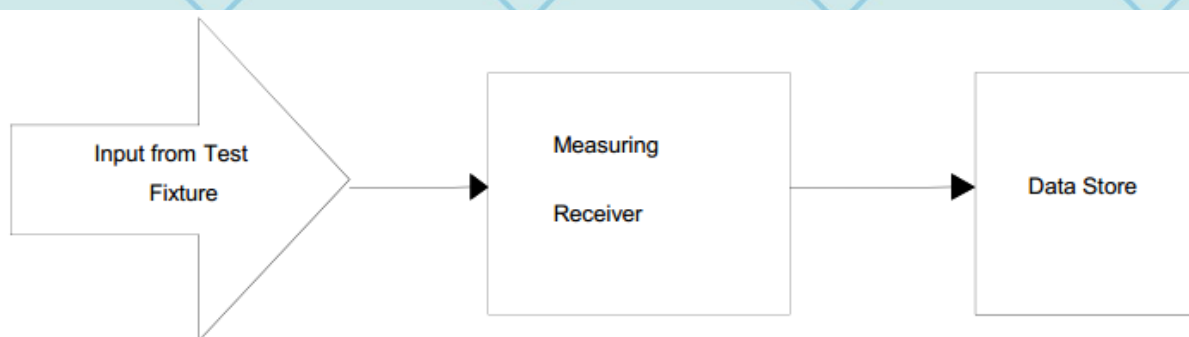 Input from Test
Fixture
Measuring
Receiver
Data Store